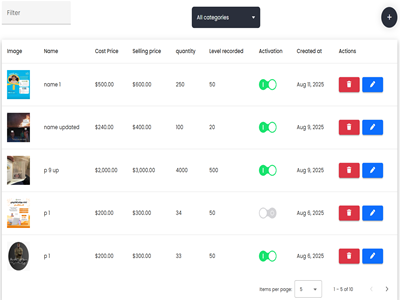 Filter
All categories
+
Image Name Cost Price Selling price quantity Level recorded Activation Created at Actions
name 1 $500.00 $600.00 250 50 Aug 11, 2025
name updated $240.00 $400.00 100 20 Aug 9, 2025
p 9 up $2,000.00 $3,000.00 4000 500 Aug 9, 2025
p 1 $200.00 $300.00 34 50 Aug 6, 2025
p 1 $200.00 $300.00 33 50 Aug 6, 2025
Items per page: 5 1 – 5 of 10